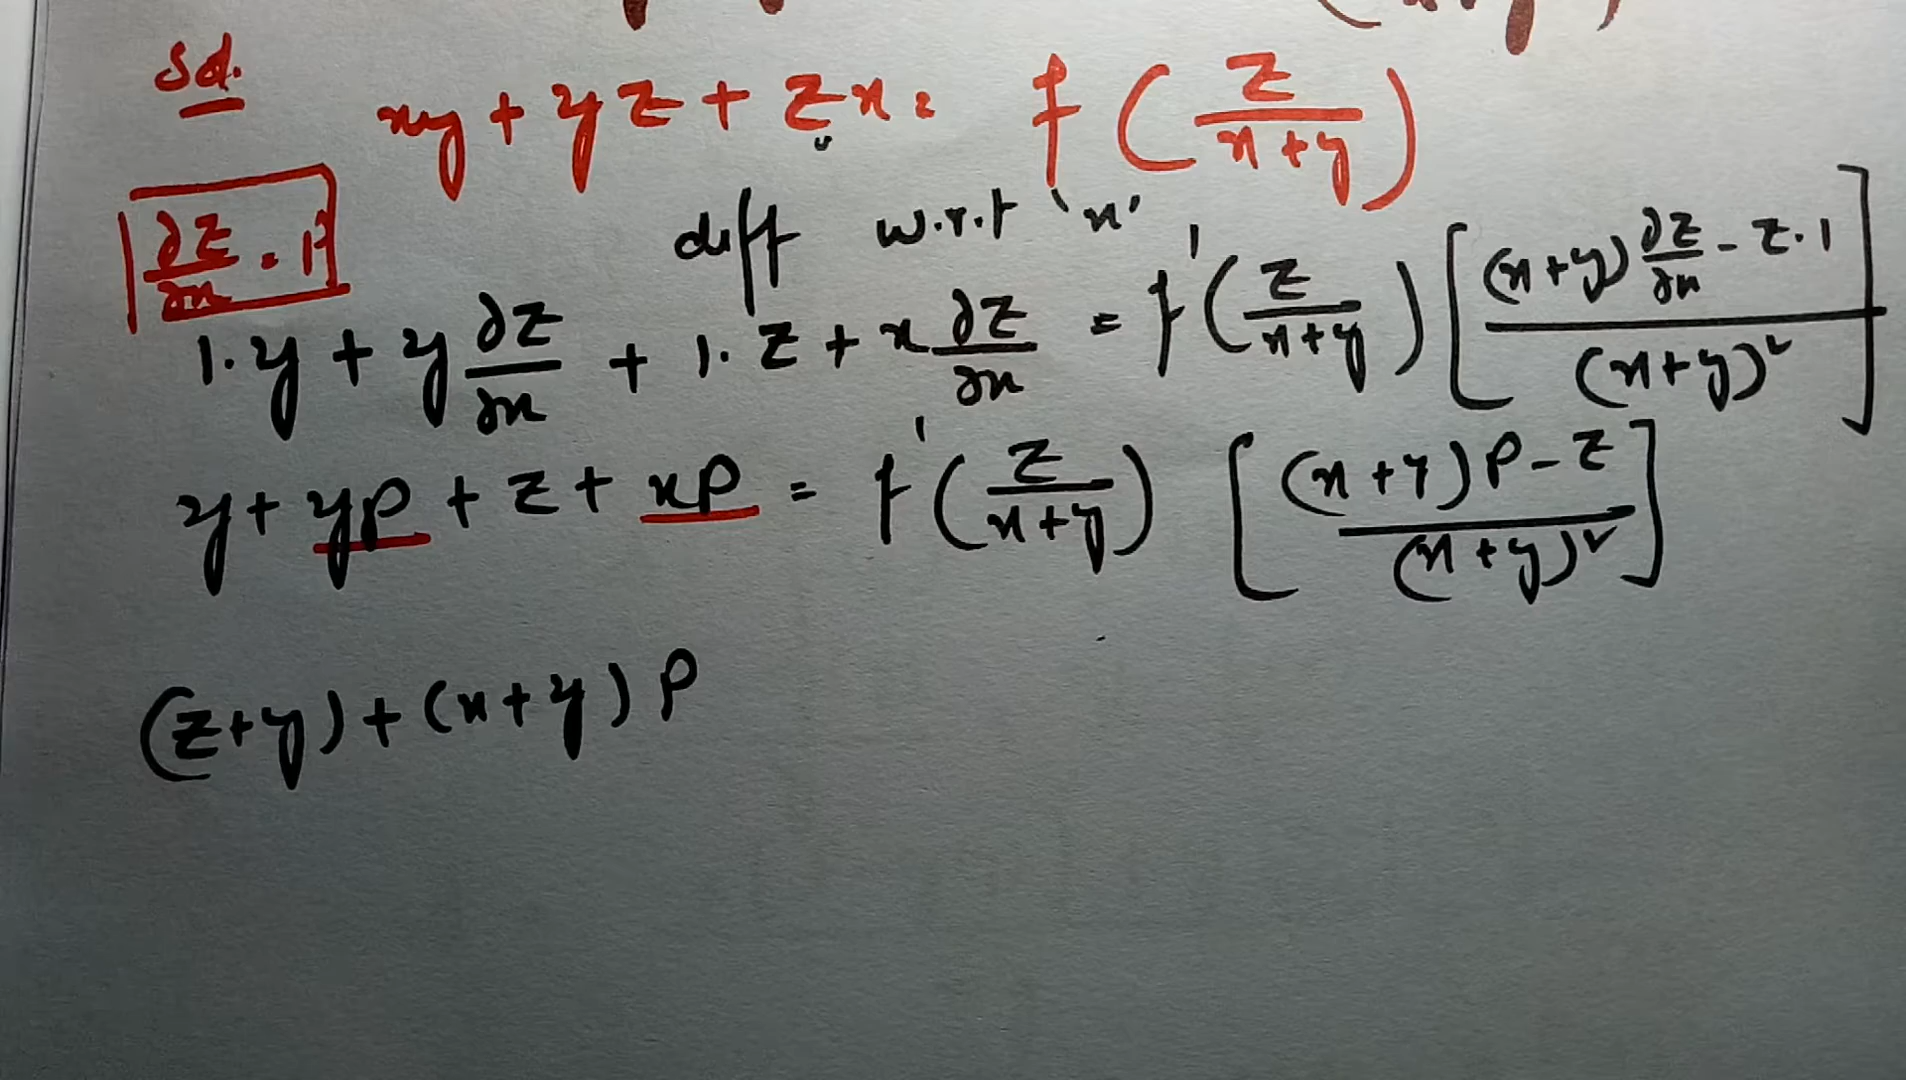 Sol.
xy + yz + zx = f (z/(x+y))
∂z/∂x = p
diff w.r.t 'x'
1.y + y ∂z/∂x + 1.z + x ∂z/∂x = f' (z/(x+y)) [((x+y) ∂z/∂x - z.1)/(x+y)²]
y + yp + z + xp = f' (z/(x+y)) [((x+y)p - z)/(x+y)²]
(z+y) + (x+y) p